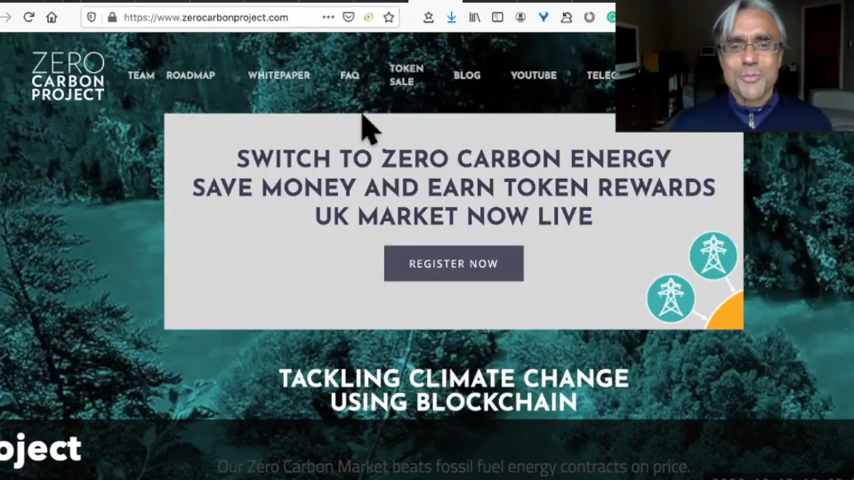 https://www.zerocarbonproject.com
ZERO
CARBON
PROJECT
TEAM
ROADMAP
WHITEPAPER
FAQ
TOKEN
SALE
BLOG
YOUTUBE
TELEG
SWITCH TO ZERO CARBON ENERGY
SAVE MONEY AND EARN TOKEN REWARDS
UK MARKET NOW LIVE
REGISTER NOW
TACKLING CLIMATE CHANGE
USING BLOCKCHAIN
oject
Our Zero Carbon Market beats fossil fuel energy contracts on price.